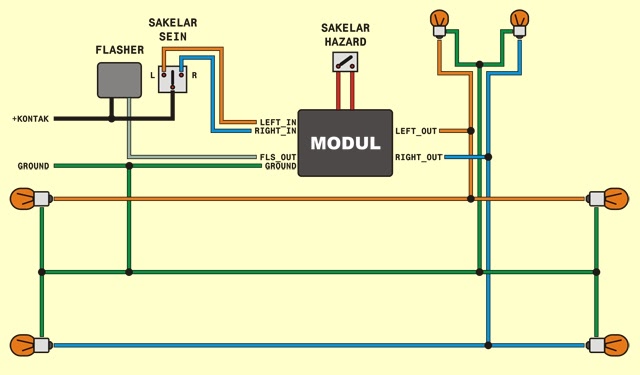 SAKELAR
SEIN
FLASHER
L
R
SAKELAR
HAZARD
+KONTAK
LEFT_IN
RIGHT_IN
MODUL
LEFT_OUT
FLS_OUT
RIGHT_OUT
GROUND
GROUND